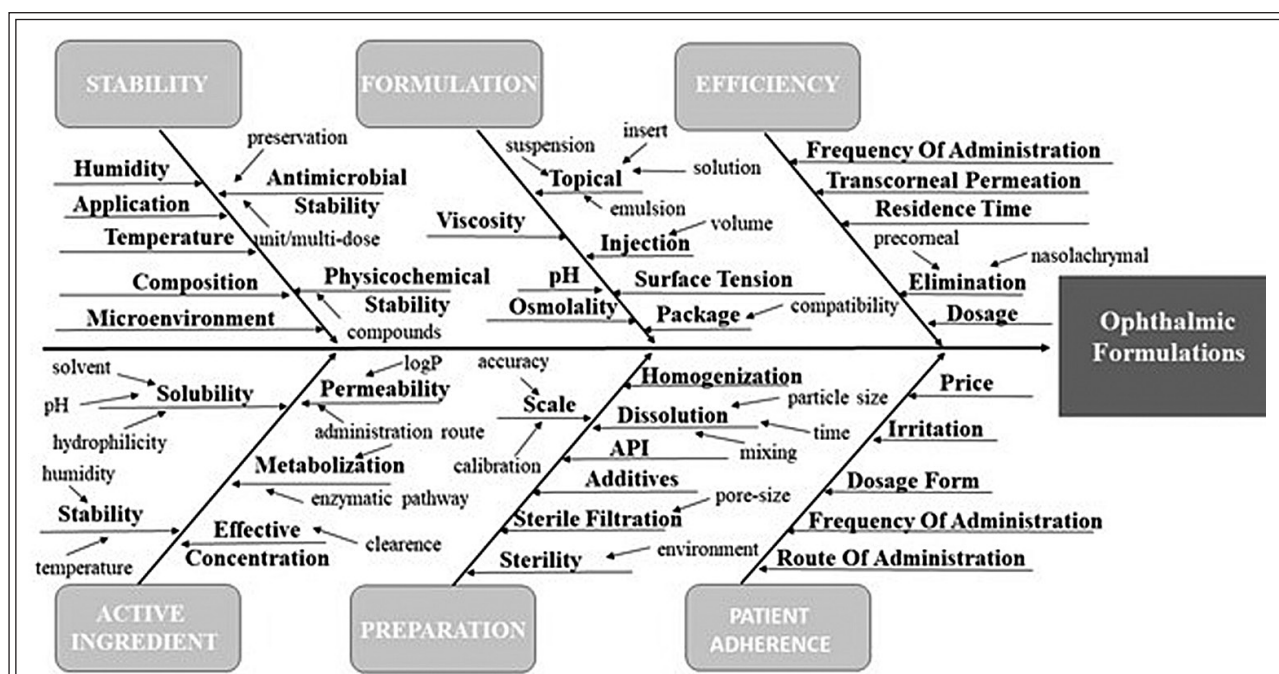 STABILITY
FORMULATION
EFFICIENCY
preservation
Humidity
Antimicrobial
Stability
Application
unit/multi-dose
Temperature
Composition
Physicochemical
Stability
Microenvironment
compounds
suspension
insert
solution
Topical
emulsion
Viscosity
volume
Injection
pH
Surface Tension
Osmolality
compatibility
Package
Frequency Of Administration
Transcorneal Permeation
Residence Time
precorneal
nasolachrymal
Elimination
Dosage
Ophthalmic
Formulations
solvent
Solubility
pH
hydrophilicity
logP
Permeability
administration route
Metabolization
enzymatic pathway
humidity
Stability
temperature
Effective
Concentration
clearence
accuracy
Scale
calibration
Homogenization
particle size
Dissolution
time
mixing
API
Additives
pore-size
Sterile Filtration
environment
Sterility
Price
Irritation
Dosage Form
Frequency Of Administration
Route Of Administration
ACTIVE
INGREDIENT
PREPARATION
PATIENT
ADHERENCE